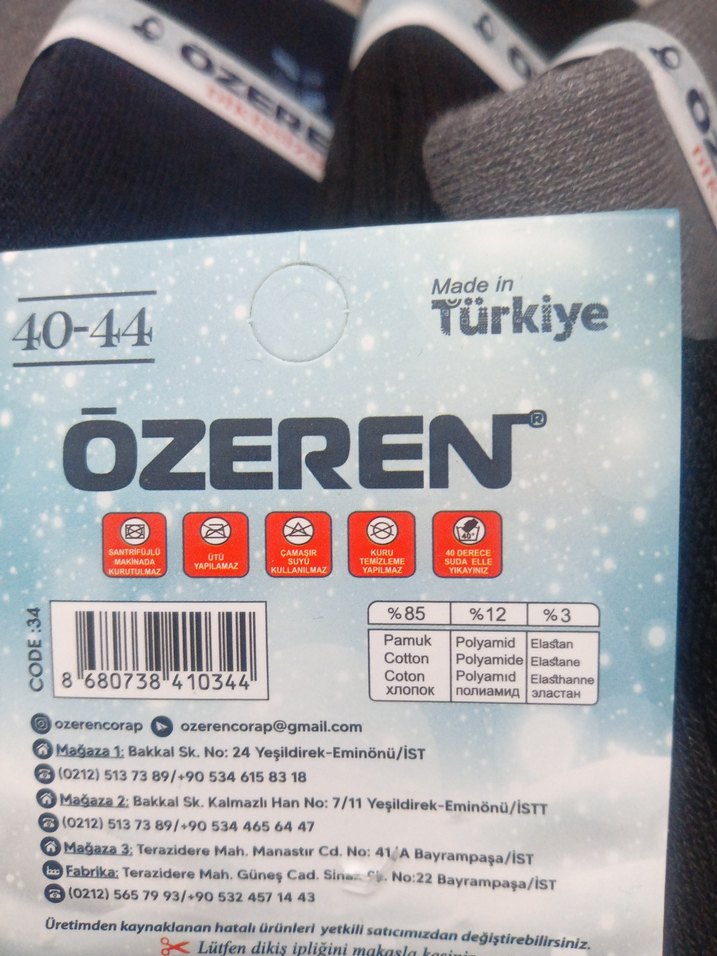 ÖZERE
ÖZ
40-44
Made in
Türkiye
ÖZEREN®
SANTRİFÜJLÜ
MAKİNADA
KURUTULMAZ
ÜTÜ
YAPILAMAZ
ÇAMAŞIR
SUYU
KULLANILMAZ
KURU
TEMİZLEME
YAPILMAZ
40°
40 DERECE
SUDA ELLE
YIKAYINIZ
CODE :34
8 680738 410344
%85 %12 %3
Pamuk Polyamid Elastan
Cotton Polyamide Elastane
Coton Polyamıd Elasthanne
хлопок полиамид эластан
ozerencorap ozerencorap@gmail.com
Mağaza 1: Bakkal Sk. No: 24 Yeşildirek-Eminönü/İST
(0212) 513 73 89/+90 534 615 83 18
Mağaza 2: Bakkal Sk. Kalmazlı Han No: 7/11 Yeşildirek-Eminönü/İSTT
(0212) 513 73 89/+90 534 465 64 47
Mağaza 3: Terazidere Mah. Manastır Cd. No: 41/A Bayrampaşa/İST
Fabrika: Terazidere Mah. Güneş Cad. No:22 Bayrampaşa/İST
(0212) 565 79 93/+90 532 457 14 43
Üretimden kaynaklanan hatalı ürünleri yetkili satıcımızdan değiştirebilirsiniz.
Lütfen dikiş ipliğini makasla